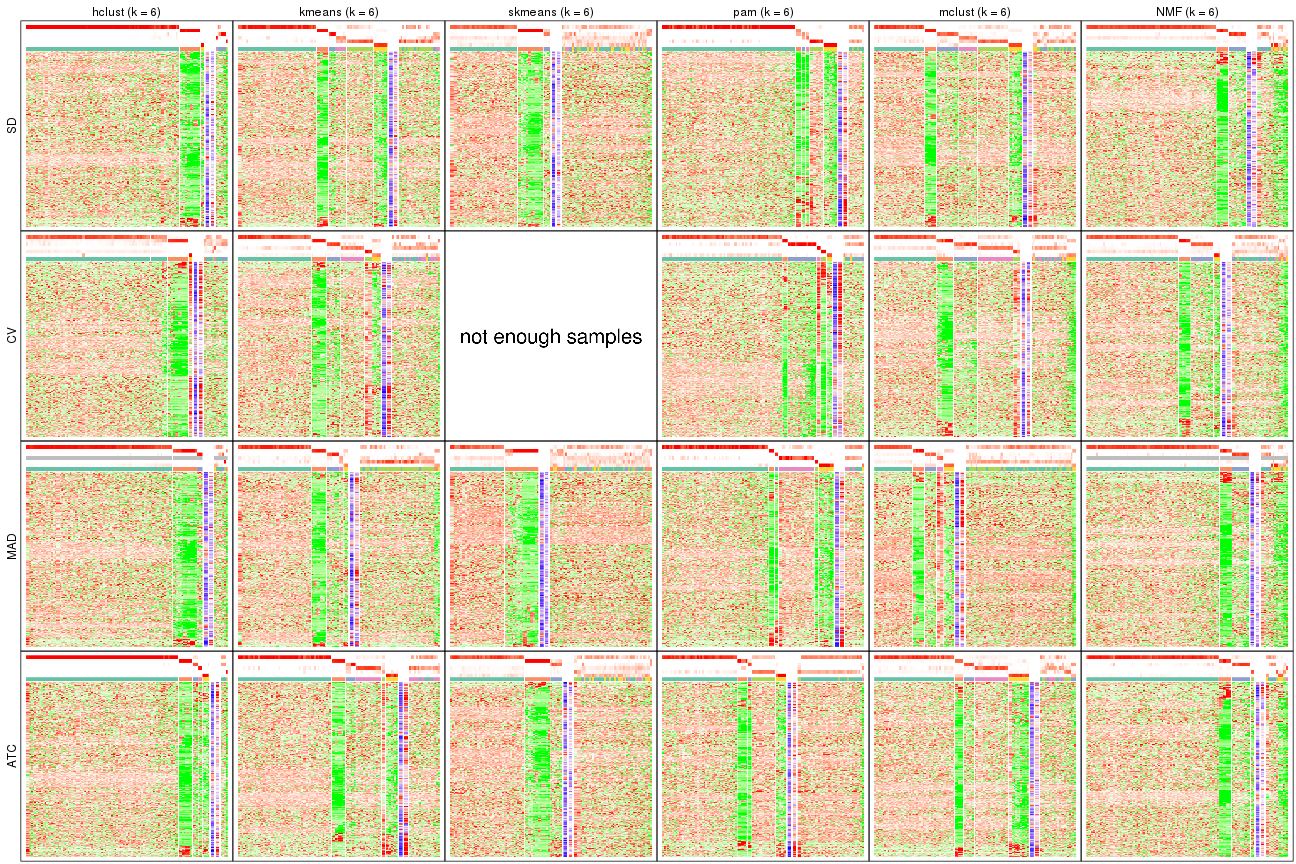 hclust (k = 6)
kmeans (k = 6)
skmeans (k = 6)
pam (k = 6)
mclust (k = 6)
NMF (k = 6)
SD
CV
not enough samples
MAD
ATC